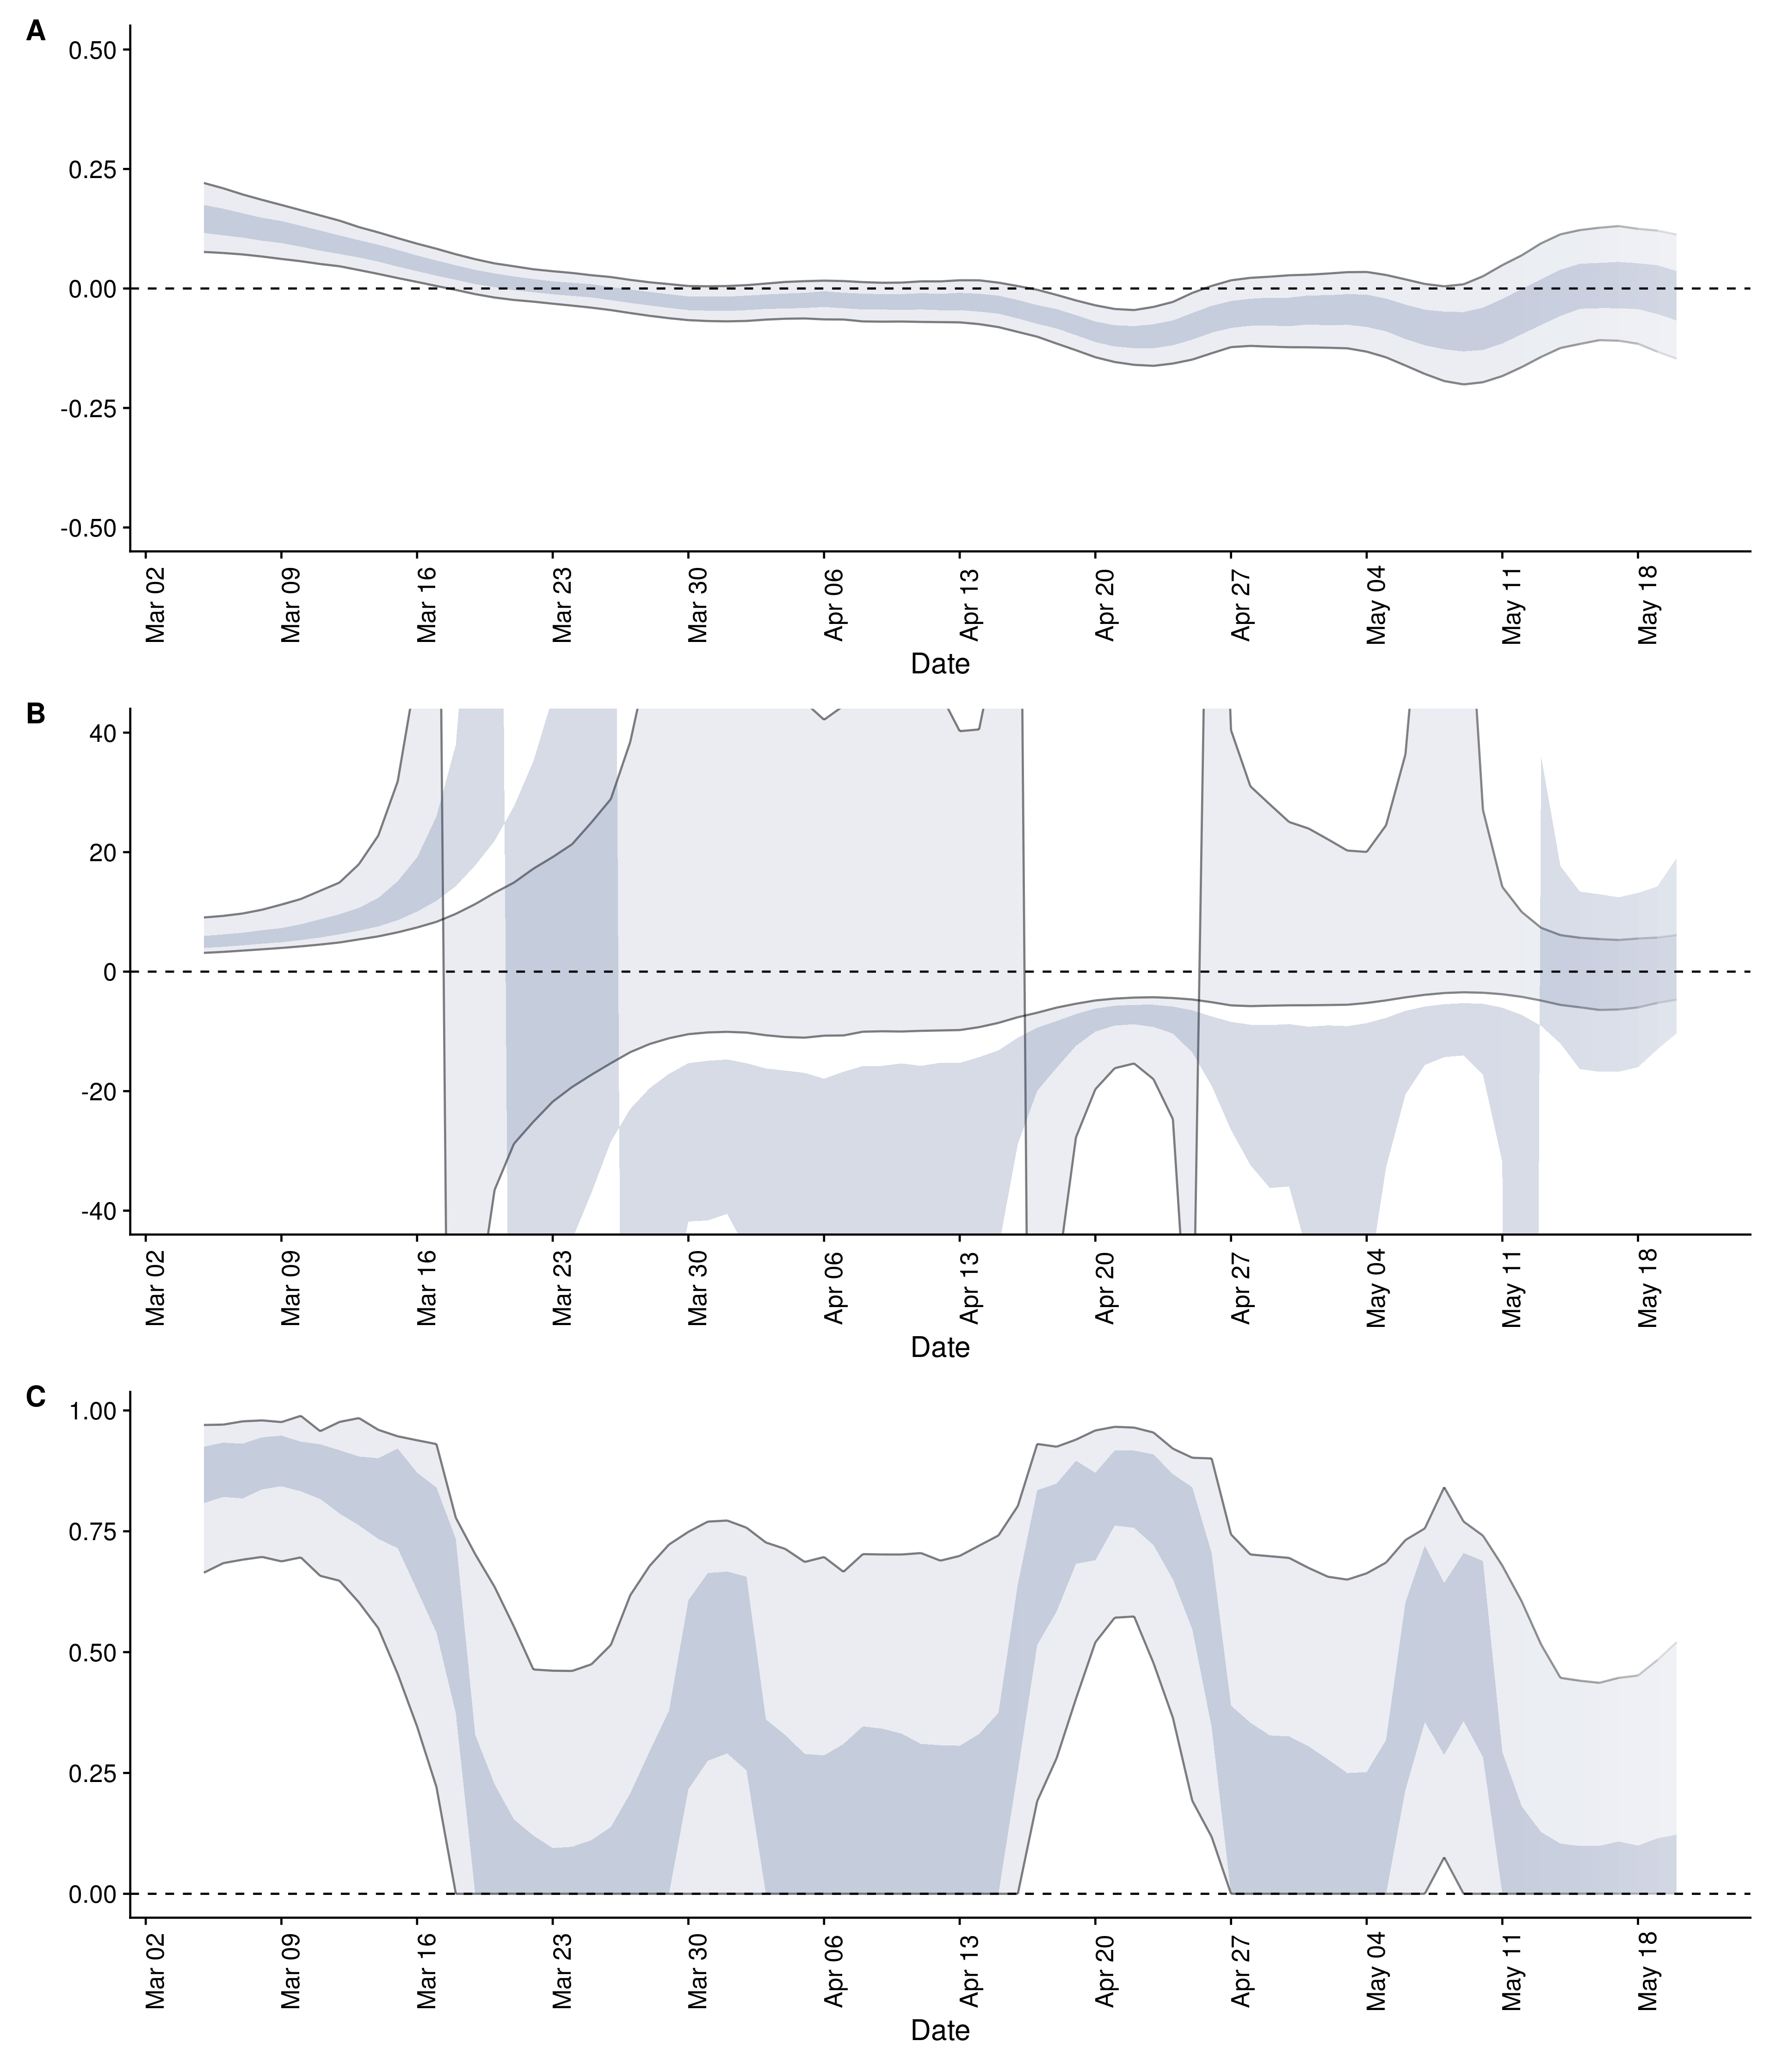 A
0.50
0.25
0.00
-0.25
-0.50
Mar 02
Mar 09
Mar 16
Mar 23
Mar 30
Apr 06
Apr 13
Apr 20
Apr 27
May 04
May 11
May 18
Date
B
40
20
0
-20
-40
Mar 02
Mar 09
Mar 16
Mar 23
Mar 30
Apr 06
Apr 13
Apr 20
Apr 27
May 04
May 11
May 18
Date
C
1.00
0.75
0.50
0.25
0.00
Mar 02
Mar 09
Mar 16
Mar 23
Mar 30
Apr 06
Apr 13
Apr 20
Apr 27
May 04
May 11
May 18
Date